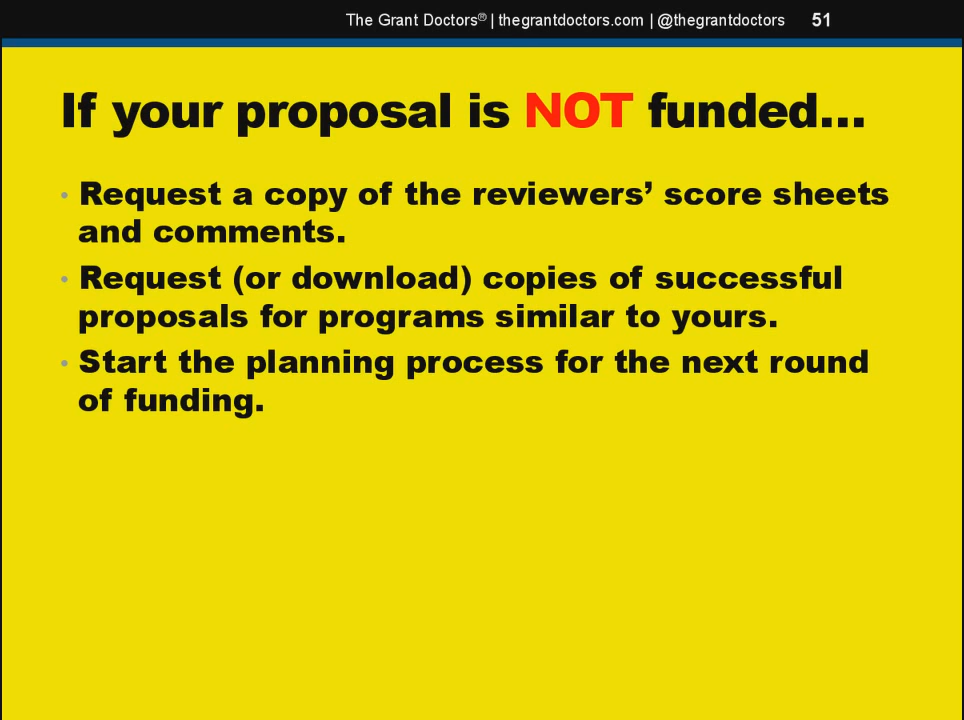 The Grant Doctors® | thegrantdoctors.com | @thegrantdoctors 51
If your proposal is NOT funded…
• Request a copy of the reviewers’ score sheets
and comments.
• Request (or download) copies of successful
proposals for programs similar to yours.
• Start the planning process for the next round
of funding.